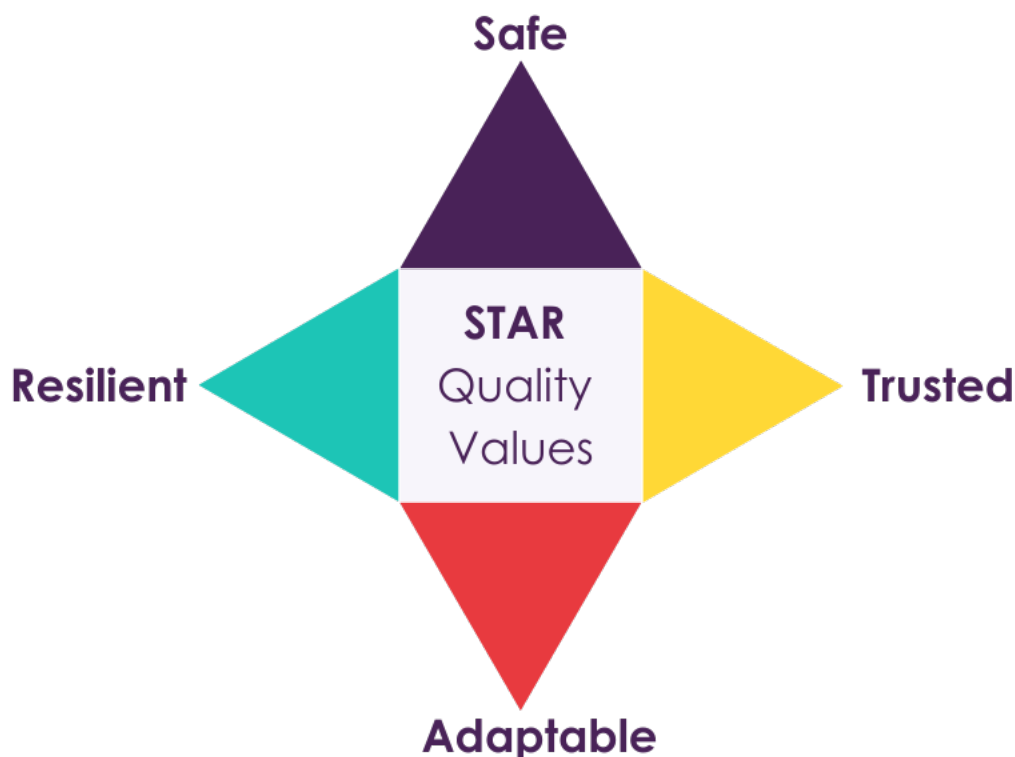 Safe
STAR
Quality
Values
Resilient
Trusted
Adaptable